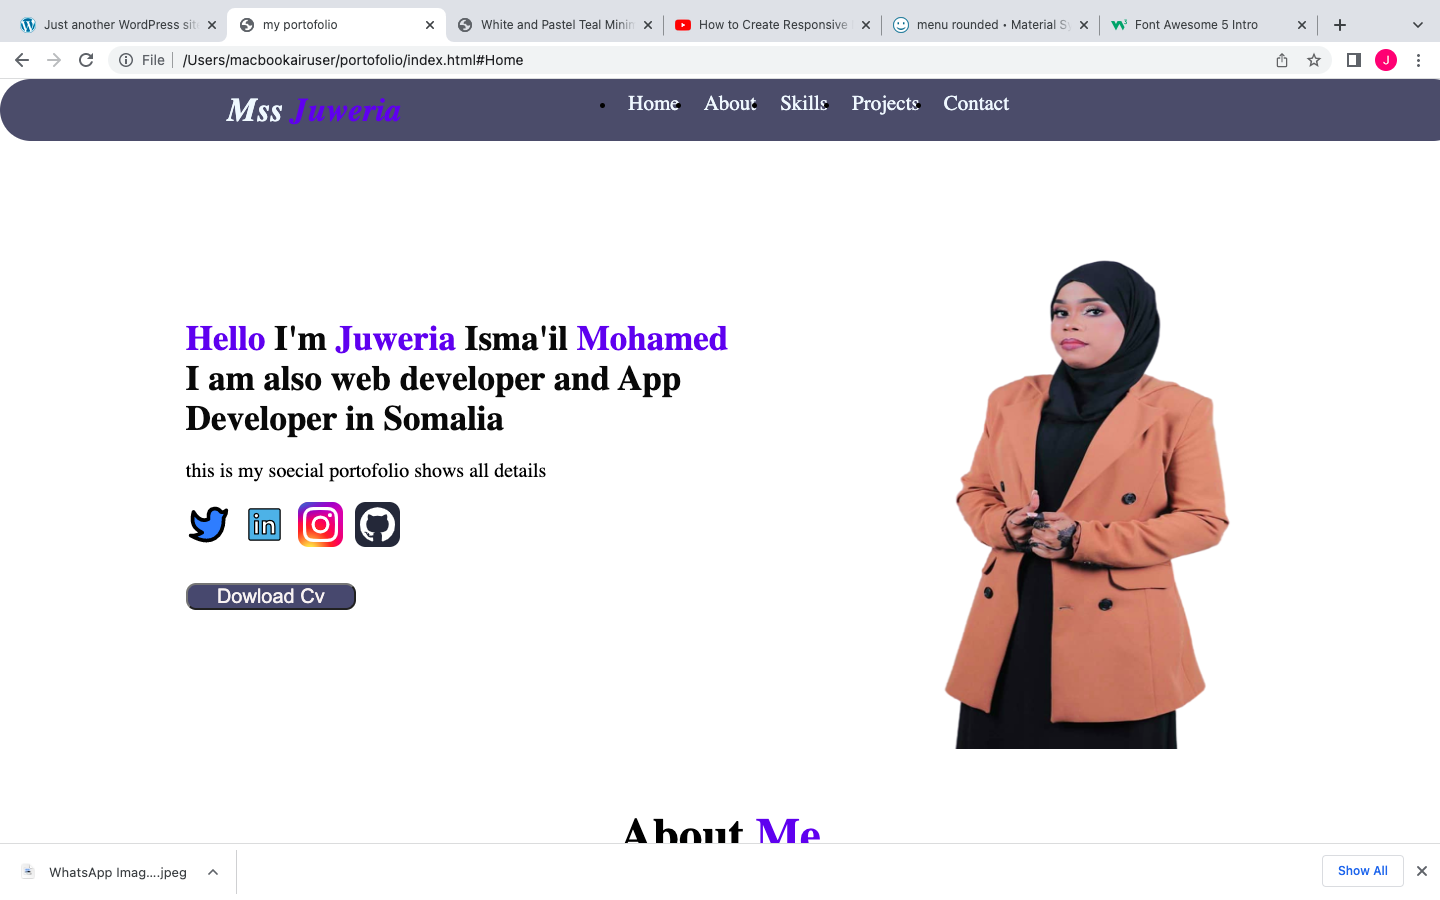 Just another WordPress sit
my portofolio
White and Pastel Teal Minin
How to Create Responsive
menu rounded • Material Sy
Font Awesome 5 Intro
File
/Users/macbookairuser/portofolio/index.html#Home
J
Mss Juweria
Home
About
Skills
Projects
Contact
Hello I'm Juweria Isma'il Mohamed
I am also web developer and App
Developer in Somalia
this is my soecial portofolio shows all details
in
Dowload Cv
About Me
WhatsApp Imag....jpeg
Show All